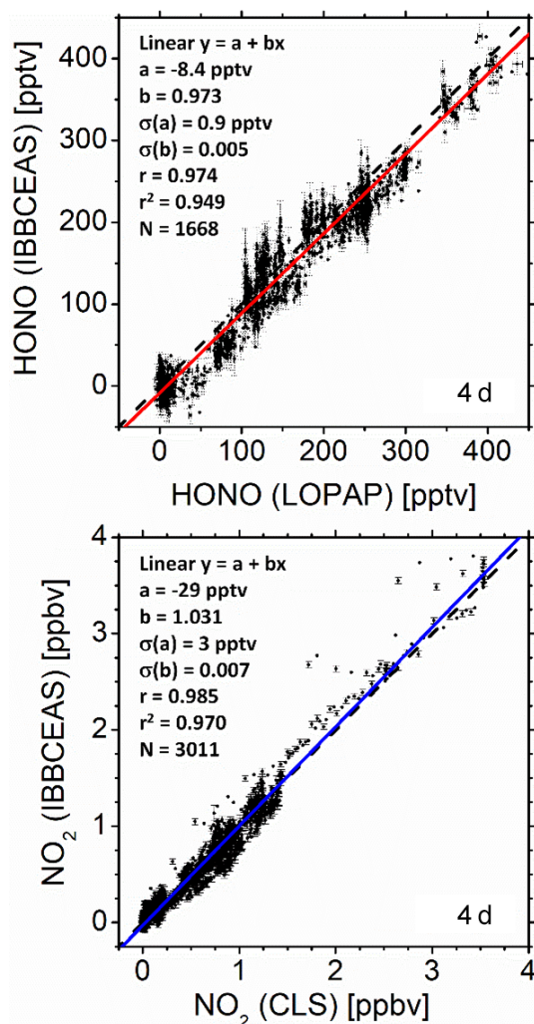 HONO (IBBCEAS) [pptv]
400
300
200
100
0
Linear y = a + bx
a = -8.4 pptv
b = 0.973
σ(a) = 0.9 pptv
σ(b) = 0.005
r = 0.974
r² = 0.949
N = 1668
4 d
0 100 200 300 400
HONO (LOPAP) [pptv]
NO₂ (IBBCEAS) [ppbv]
4
3
2
1
0
Linear y = a + bx
a = -29 pptv
b = 1.031
σ(a) = 3 pptv
σ(b) = 0.007
r = 0.985
r² = 0.970
N = 3011
4 d
0 1 2 3 4
NO₂ (CLS) [ppbv]